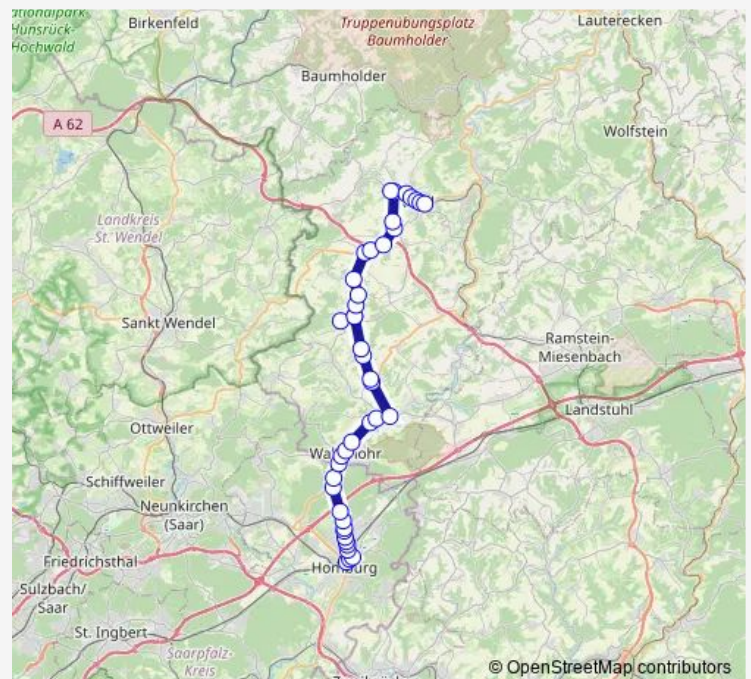 ationalpark
Hunsrück-
Hochwald
Birkenfeld
Truppenübungsplatz
Baumholder
Lauterecken
Baumholder
A 62
Wolfstein
Landkreis
St. Wendel
Sankt Wendel
Ramstein-
Miesenbach
Landstuhl
Ottweiler
Schiffweiler
Neunkirchen
(Saar)
Friedrichsthal
Sulzbach/
Saar
St. Ingbert
Saarpfalz-
Kreis
© OpenStreetMap contributors